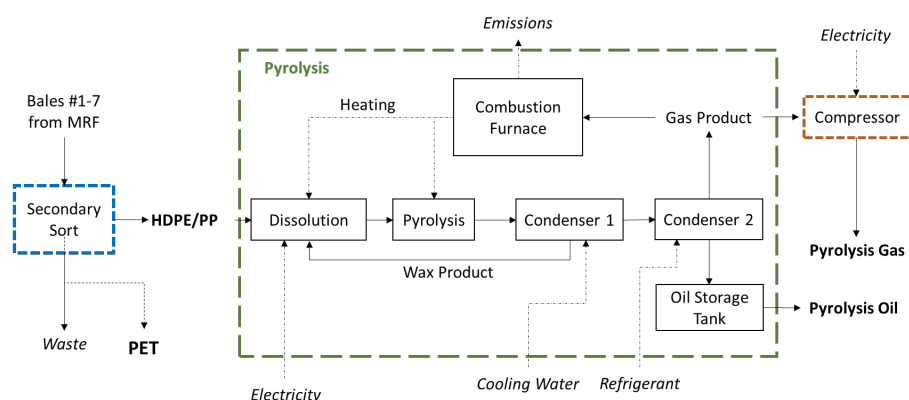 Emissions
Electricity
Pyrolysis
Bales #1-7
from MRF
Heating
Combustion
Furnace
Gas Product
Compressor
Secondary
Sort
HDPE/PP
Dissolution
Pyrolysis
Condenser 1
Condenser 2
Pyrolysis Gas
Wax Product
Oil Storage
Tank
Pyrolysis Oil
Waste
PET
Cooling Water
Refrigerant
Electricity